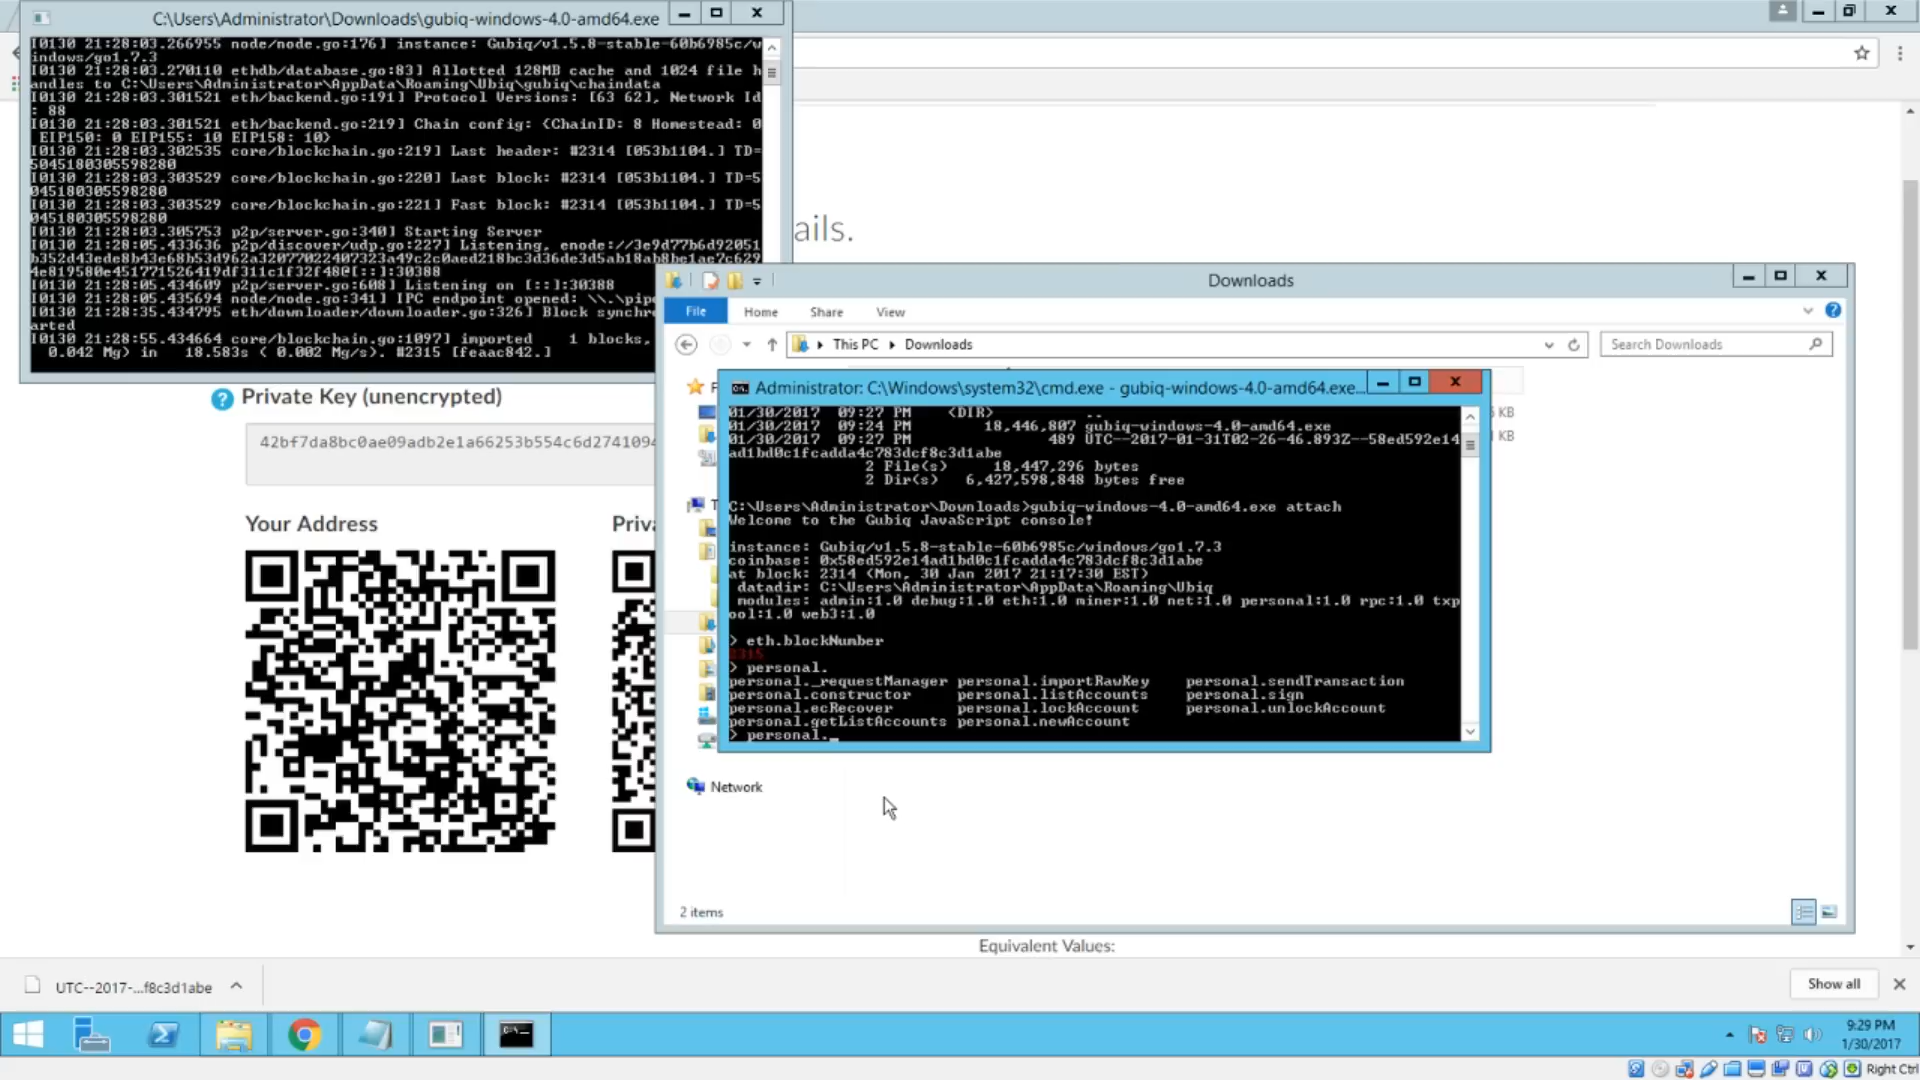 C:\Users\Administrator\Downloads\gubiq-windows-4.0-amd64.exe
I0130 21:28:03.266955 node/node.go:176] instance: Gubiq/v1.5.8-stable-60b6985c/w
indows/go1.7.3
I0130 21:28:03.270110 ethdb/database.go:83] Allotted 128MB cache and 1024 file h
andles to C:\Users\Administrator\AppData\Roaming\Ubiq\gubiq\chaindata
I0130 21:28:03.301521 eth/backend.go:191] Protocol Versions: [63 62], Network Id
: 88
I0130 21:28:03.301521 eth/backend.go:219] Chain config: {ChainID: 8 Homestead: 0
EIP150: 0 EIP155: 10 EIP158: 10}
I0130 21:28:03.302535 core/blockchain.go:219] Last header: #2314 [053b1104.] TD=
5045180305598280
I0130 21:28:03.303529 core/blockchain.go:220] Last block: #2314 [053b1104.] TD=5
045180305598280
I0130 21:28:03.303529 core/blockchain.go:221] Fast block: #2314 [053b1104.] TD=5
045180305598280
I0130 21:28:03.305753 p2p/server.go:340] Starting Server
I0130 21:28:05.433636 p2p/discover/udp.go:227] Listening, enode://3e9d77b6d92051
b352d43ede8b43e68b53d962a32077022407323a49c2c0aed218bc3d36de3d5ab18ab8be1ae7c629
4e819580e451771526419df311c1f32f48@[::]:30388
I0130 21:28:05.434609 p2p/server.go:608] Listening on [::]:30388
I0130 21:28:05.435694 node/node.go:341] IPC endpoint opened: \\.\pipe
I0130 21:28:35.434795 eth/downloader/downloader.go:326] Block synchr
arted
I0130 21:28:55.434664 core/blockchain.go:1097] imported 1 blocks,
0.042 Mg) in 18.583s ( 0.002 Mg/s). #2315 [feaac842.]
ails.
Private Key (unencrypted)
42bf7da8bc0ae09adb2e1a66253b554c6d2741094
Your Address
Priv
Downloads
File
Home
Share
View
This PC
Downloads
Search Downloads
Administrator: C:\Windows\system32\cmd.exe - gubiq-windows-4.0-amd64.exe...
KB
KB
01/30/2017 09:27 PM <DIR> ..
01/30/2017 09:24 PM 18,446,807 gubiq-windows-4.0-amd64.exe
01/30/2017 09:27 PM 489 UTC--2017-01-31T02-26-46.893Z--58ed592e14
ad1bd0c1fcadda4c783dcf8c3d1abe
2 File(s) 18,447,296 bytes
2 Dir(s) 6,427,598,848 bytes free
C:\Users\Administrator\Downloads>gubiq-windows-4.0-amd64.exe attach
Welcome to the Gubiq JavaScript console!
instance: Gubiq/v1.5.8-stable-60b6985c/windows/go1.7.3
coinbase: 0x58ed592e14ad1bd0c1fcadda4c783dcf8c3d1abe
at block: 2314 (Mon, 30 Jan 2017 21:17:30 EST)
datadir: C:\Users\Administrator\AppData\Roaming\Ubiq
modules: admin:1.0 debug:1.0 eth:1.0 miner:1.0 net:1.0 personal:1.0 rpc:1.0 txp
ool:1.0 web3:1.0
> eth.blockNumber
2315
> personal.
personal._requestManager personal.importRawKey personal.sendTransaction
personal.constructor personal.listAccounts personal.sign
personal.ecRecover personal.lockAccount personal.unlockAccount
personal.getListAccounts personal.newAccount
> personal._
Network
2 items
Equivalent Values:
UTC--2017-...f8c3d1abe
Show all
9:29 PM
1/30/2017
Right Ctrl